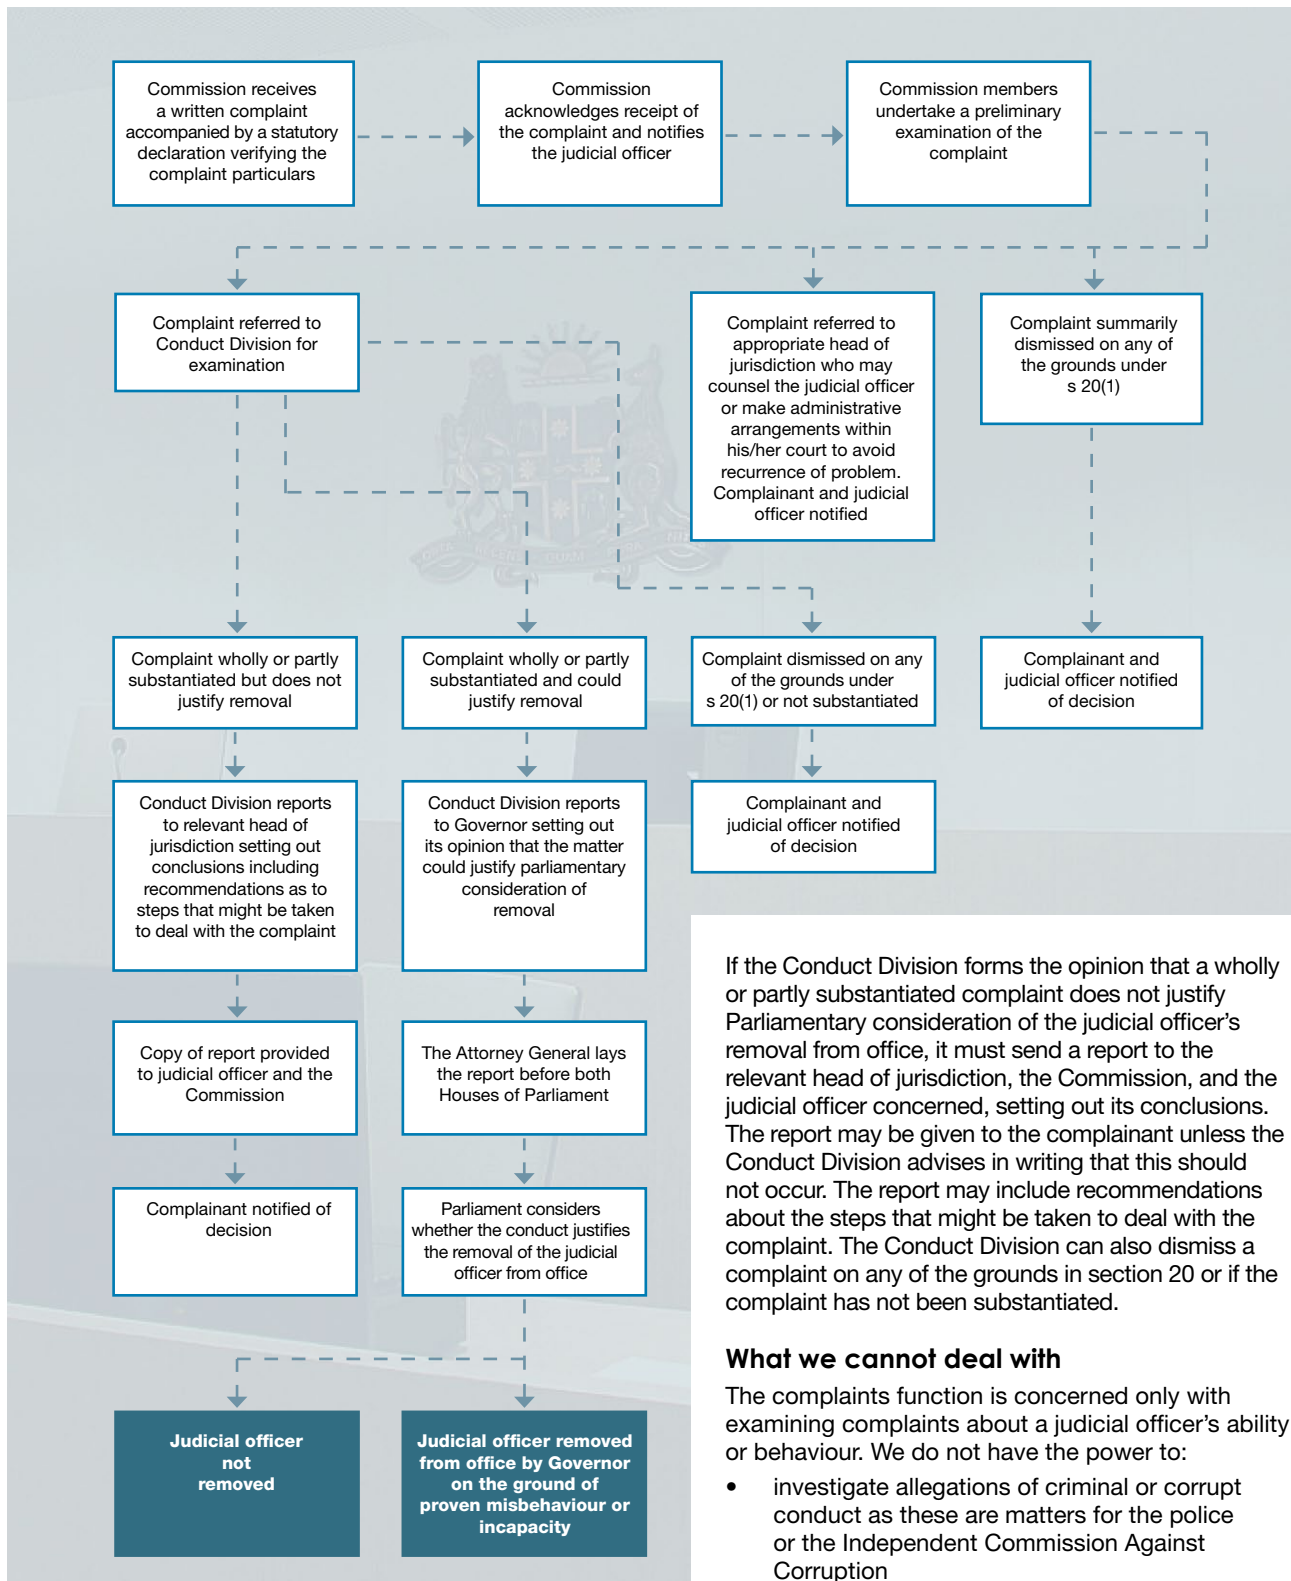 Commission receives
a written complaint
accompanied by a statutory
declaration verifying the
complaint particulars
Commission
acknowledges receipt of
the complaint and notifies
the judicial officer
Commission members
undertake a preliminary
examination of the
complaint
Complaint referred to
Conduct Division for
examination
Complaint referred to
appropriate head of
jurisdiction who may
counsel the judicial officer
or make administrative
arrangements within
his/her court to avoid
recurrence of problem.
Complainant and judicial
officer notified
Complaint summarily
dismissed on any of
the grounds under
s 20(1)
Complaint wholly or partly
substantiated but does not
justify removal
Complaint wholly or partly
substantiated and could
justify removal
Complaint dismissed on any
of the grounds under
s 20(1) or not substantiated
Complainant and
judicial officer notified
of decision
Conduct Division reports
to relevant head of
jurisdiction setting out
conclusions including
recommendations as to
steps that might be taken
to deal with the complaint
Conduct Division reports
to Governor setting out
its opinion that the matter
could justify parliamentary
consideration of
removal
Complainant and
judicial officer notified
of decision
Copy of report provided
to judicial officer and the
Commission
The Attorney General lays
the report before both
Houses of Parliament
Complainant notified of
decision
Parliament considers
whether the conduct justifies
the removal of the judicial
officer from office
Judicial officer
not
removed
Judicial officer removed
from office by Governor
on the ground of
proven misbehaviour or
incapacity
If the Conduct Division forms the opinion that a wholly
or partly substantiated complaint does not justify
Parliamentary consideration of the judicial officer's
removal from office, it must send a report to the
relevant head of jurisdiction, the Commission, and the
judicial officer concerned, setting out its conclusions.
The report may be given to the complainant unless the
Conduct Division advises in writing that this should
not occur. The report may include recommendations
about the steps that might be taken to deal with the
complaint. The Conduct Division can also dismiss a
complaint on any of the grounds in section 20 or if the
complaint has not been substantiated.
What we cannot deal with
The complaints function is concerned only with
examining complaints about a judicial officer's ability
or behaviour. We do not have the power to:
• investigate allegations of criminal or corrupt
conduct as these are matters for the police
or the Independent Commission Against
Corruption